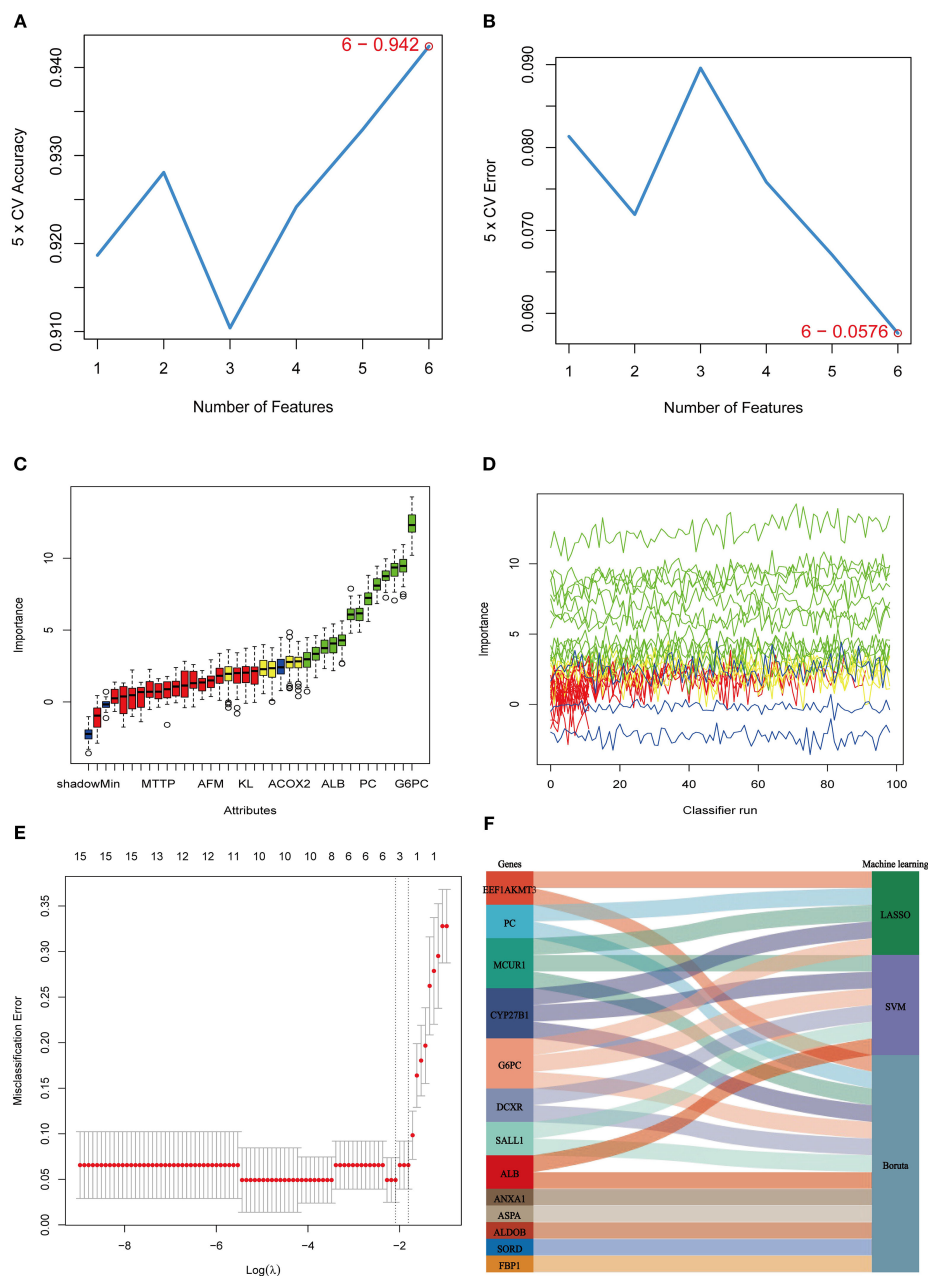 A
6 − 0.942
0.940
0.930
0.920
0.910
5 x CV Accuracy
1 2 3 4 5 6
Number of Features
B
0.090
0.080
0.070
0.060
5 x CV Error
6 − 0.0576
1 2 3 4 5 6
Number of Features
C
10
5
0
Importance
shadowMin MTTP AFM KL ACOX2 ALB PC G6PC
Attributes
D
10
5
0
Importance
0 20 40 60 80 100
Classifier run
E
15 15 15 13 12 12 11 10 10 10 8 6 6 6 3 1 1
0.35
0.30
0.25
0.20
0.15
0.10
0.05
0.00
Misclassification Error
−8 −6 −4 −2
Log(λ)
F
Genes Machine learning
EEF1AKMT3
PC
MCUR1
CYP27B1
G6PC
DCXR
SALL1
ALB
ANXA1
ASPA
ALDOB
SORD
FBP1
LASSO
SVM
Boruta